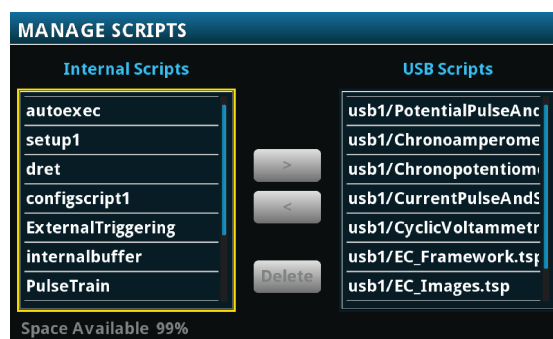 MANAGE SCRIPTS
Internal Scripts
autoexec
setup1
dret
configscript1
ExternalTriggering
internalbuffer
PulseTrain
>
<
Delete
USB Scripts
usb1/PotentialPulseAnd
usb1/Chronoamperome
usb1/Chronopotentiom
usb1/CurrentPulseAndS
usb1/CyclicVoltammetr
usb1/EC_Framework.tsp
usb1/EC_Images.tsp
Space Available 99%